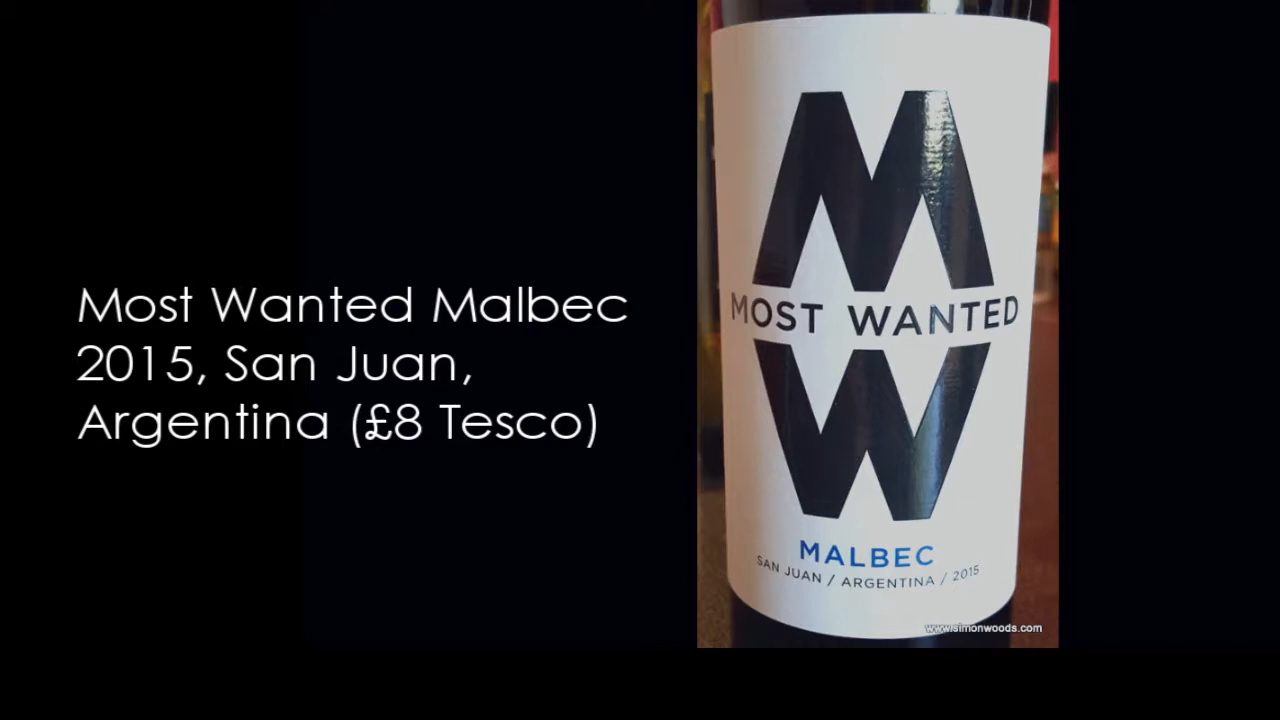 Most Wanted Malbec
2015, San Juan,
Argentina (£8 Tesco)
M
MOST WANTED
W
MALBEC
SAN JUAN / ARGENTINA / 2015
www.simonwoods.com